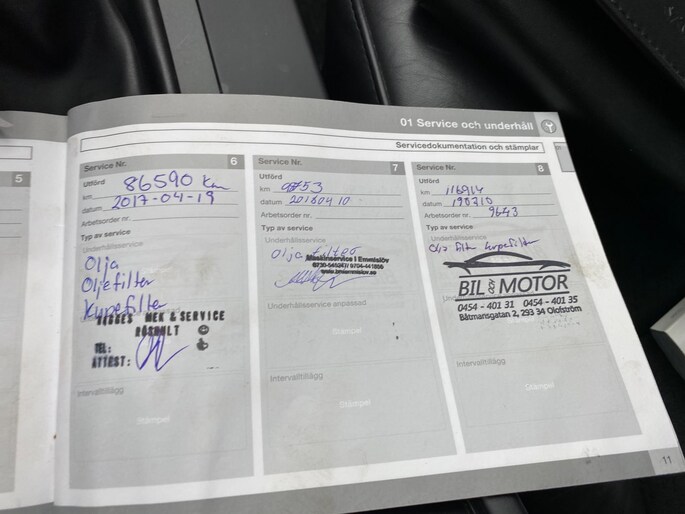 01 Service och underhåll
Servicedokumentation och stämplar
5
Service Nr. 6
Utförd 86590 Km
km
datum 2017-04-19
Arbetsorder nr.
Typ av service
Underhållsservice
Olja
Oljefilter
Kupefilter
MEK & SERVICE
TEL:
ATTEST:
Intervalltillägg
Stämpel
Service Nr. 7
Utförd
km
datum 20180410
Arbetsorder nr.
Typ av service
Underhållsservice
Olja filter
Maskinservice i Emmislöv
Underhållsservice anpassad
Stämpel
Intervalltillägg
Stämpel
Service Nr. 8
Utförd
km 116914
datum 190710
Arbetsorder nr. 9643
Typ av service
Underhållsservice
Olje filter kupefilter
BIL och MOTOR
0454 - 401 31 0454 - 401 35
Båtmansgatan 2, 293 34 Olofström
Intervalltillägg
Stämpel
11